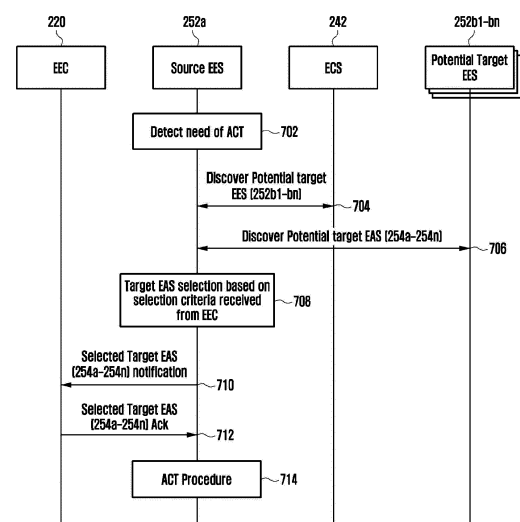 220
252a
242
252b1-bn
EEC
Source EES
ECS
Potential Target
EES
Detect need of ACT
702
Discover Potential target
EES (252b1-bn)
704
Discover Potential target EAS (254a-254n)
706
Target EAS selection based on
selection criteria received
from EEC
708
Selected Target EAS
(254a-254n) notification
710
Selected Target EAS
(254a-254n) Ack
712
ACT Procedure
714